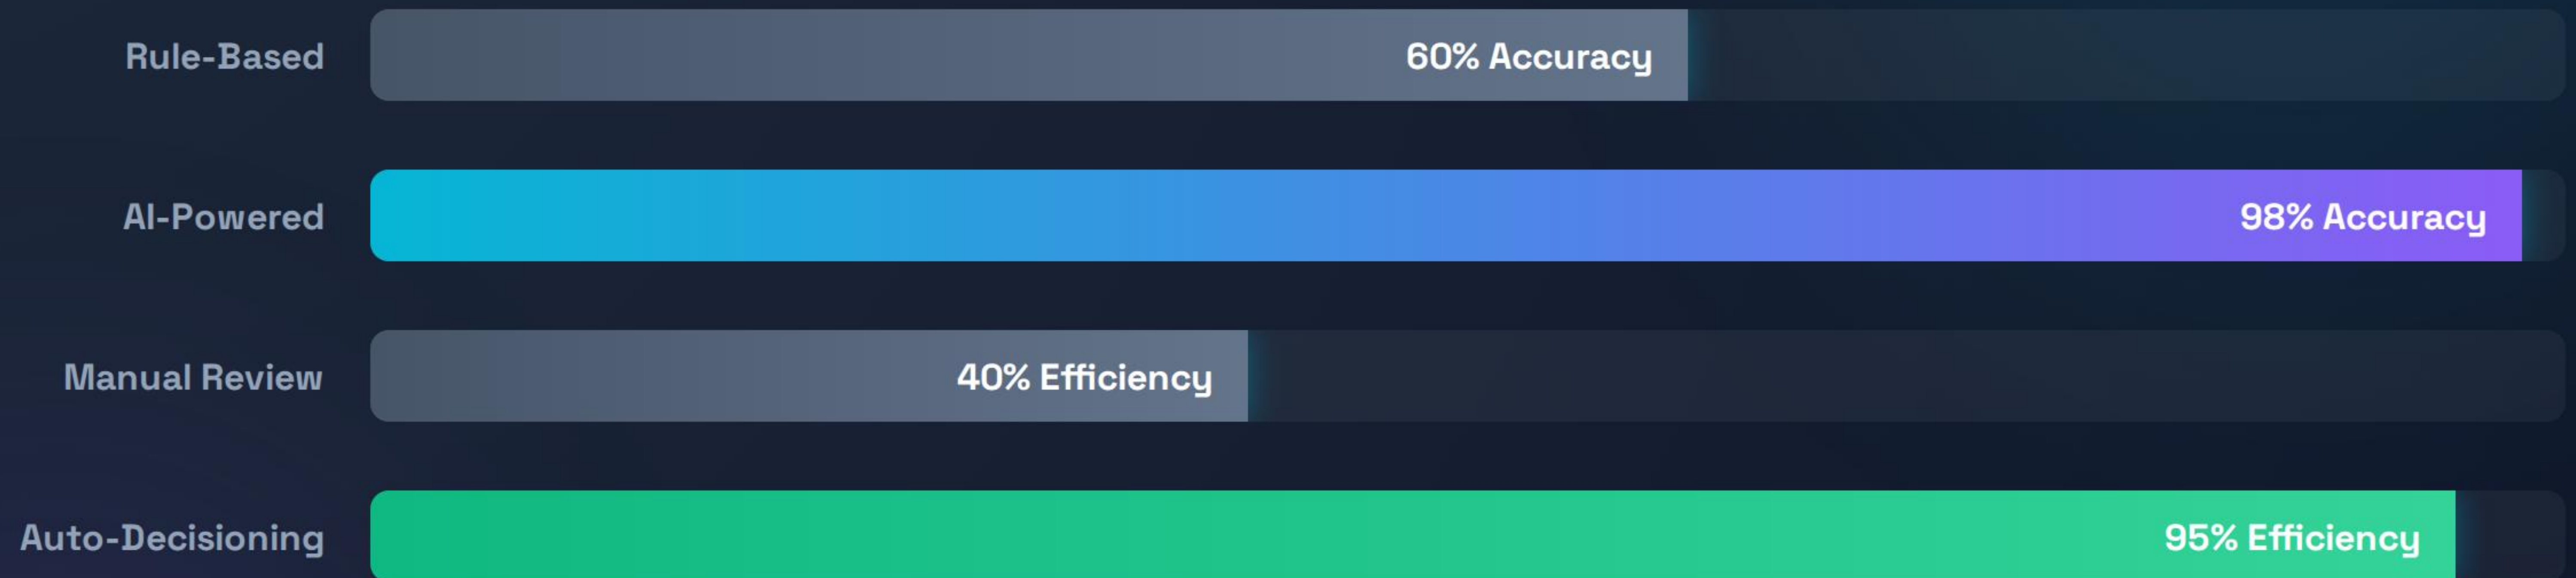 Rule-Based
60% Accuracy
AI-Powered
98% Accuracy
Manual Review
40% Efficiency
Auto-Decisioning
95% Efficiency